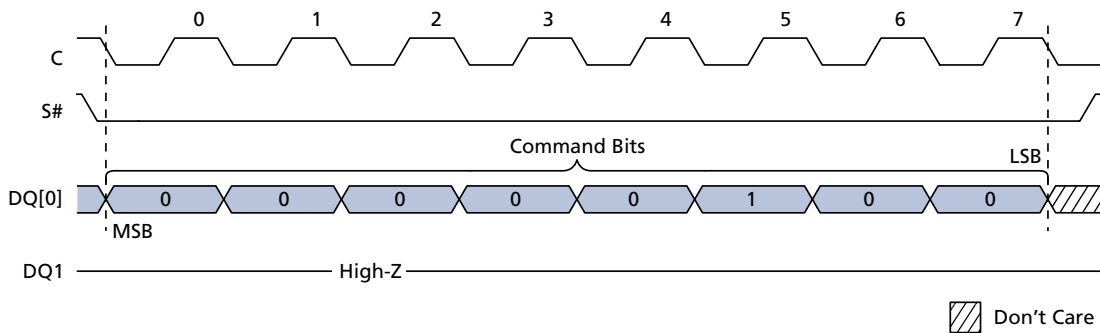 0 1 2 3 4 5 6 7
C
S#
Command Bits
LSB
DQ[0] 0 0 0 0 0 1 0 0
MSB
DQ1 High-Z
Don't Care